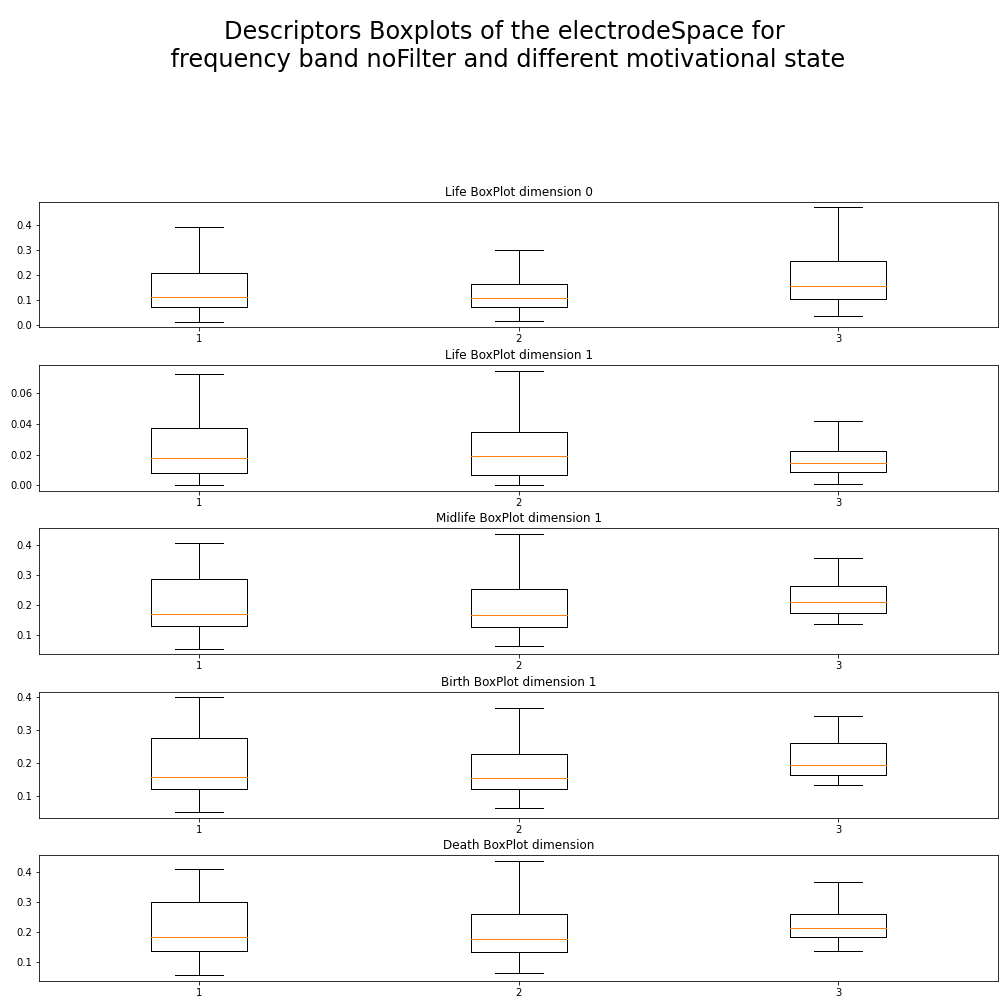 Descriptors Boxplots of the electrodeSpace for
frequency band noFilter and different motivational state
Life BoxPlot dimension 0
0.4
0.3
0.2
0.1
0.0
1 2 3
Life BoxPlot dimension 1
0.06
0.04
0.02
0.00
1 2 3
Midlife BoxPlot dimension 1
0.4
0.3
0.2
0.1
1 2 3
Birth BoxPlot dimension 1
0.4
0.3
0.2
0.1
1 2 3
Death BoxPlot dimension
0.4
0.3
0.2
0.1
1 2 3